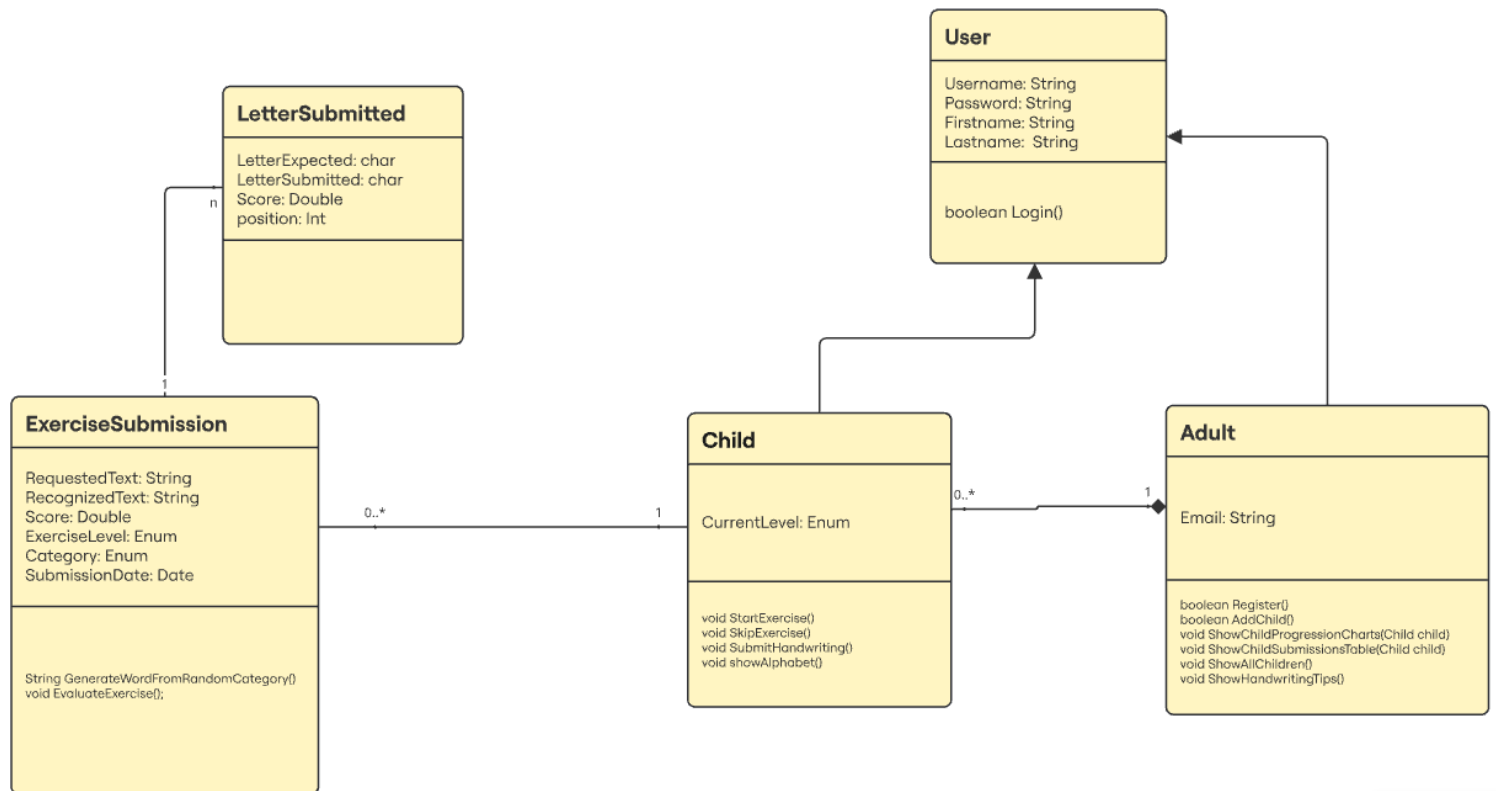 User
Username: String
Password: String
Firstname: String
Lastname: String
boolean Login()
LetterSubmitted
LetterExpected: char
LetterSubmitted: char
Score: Double
position: Int
n
1
ExerciseSubmission
RequestedText: String
RecognizedText: String
Score: Double
ExerciseLevel: Enum
Category: Enum
SubmissionDate: Date
String GenerateWordFromRandomCategory()
void EvaluateExercise();
0..*
1
Child
CurrentLevel: Enum
void StartExercise()
void SkipExercise()
void SubmitHandwriting()
void showAlphabet()
0..*
1
Adult
Email: String
boolean Register()
boolean AddChild()
void ShowChildProgressionCharts(Child child)
void ShowChildSubmissionsTable(Child child)
void ShowAllChildren()
void ShowHandwritingTips()